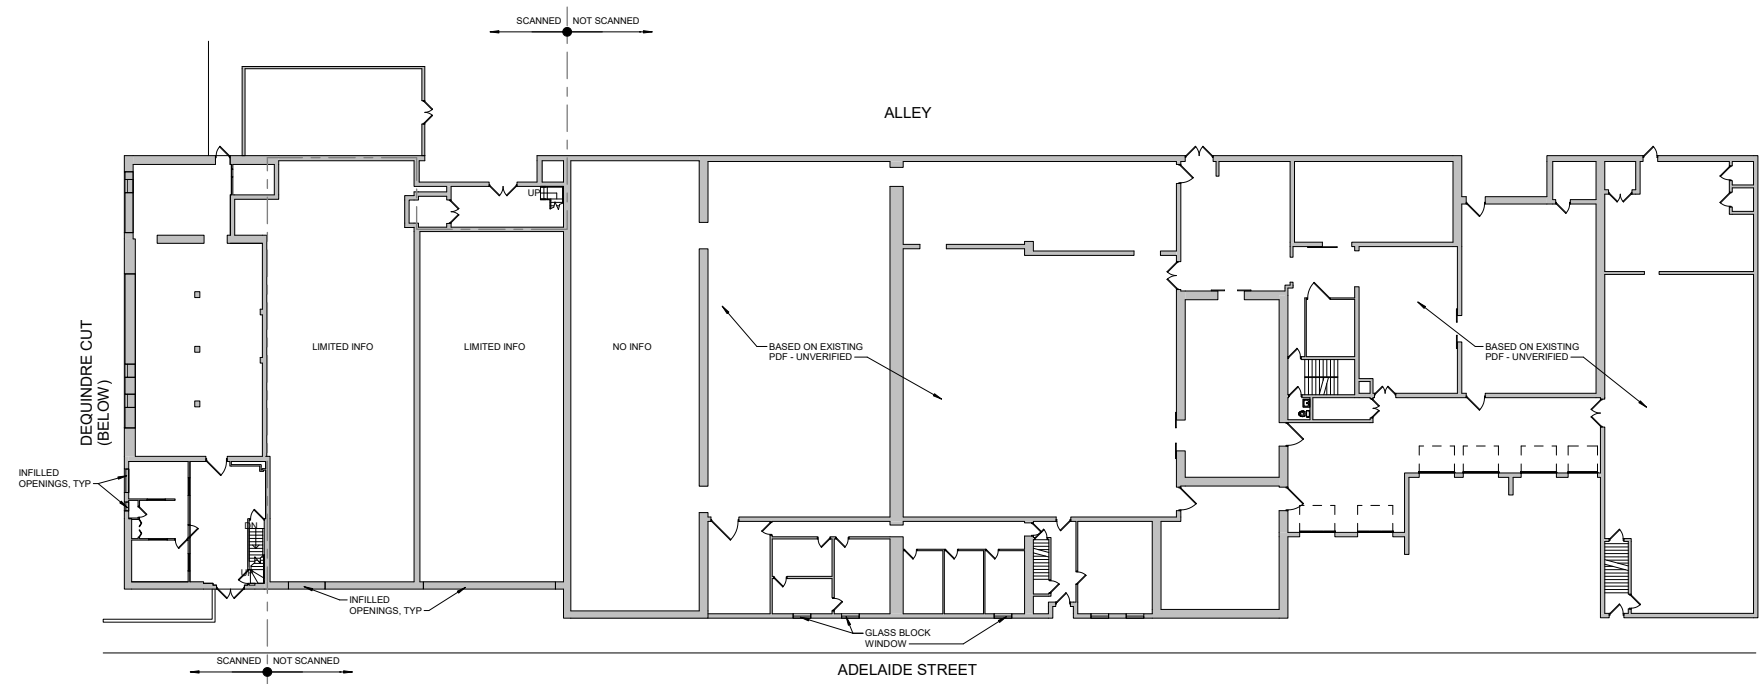 SCANNED NOT SCANNED
ALLEY
UP
LIMITED INFO
LIMITED INFO
NO INFO
BASED ON EXISTING
PDF - UNVERIFIED
BASED ON EXISTING
PDF - UNVERIFIED
DEQUINDRE CUT
(BELOW)
INFILLED
OPENINGS, TYP
DN
UP
INFILLED
OPENINGS, TYP
GLASS BLOCK
WINDOW
SCANNED NOT SCANNED
ADELAIDE STREET